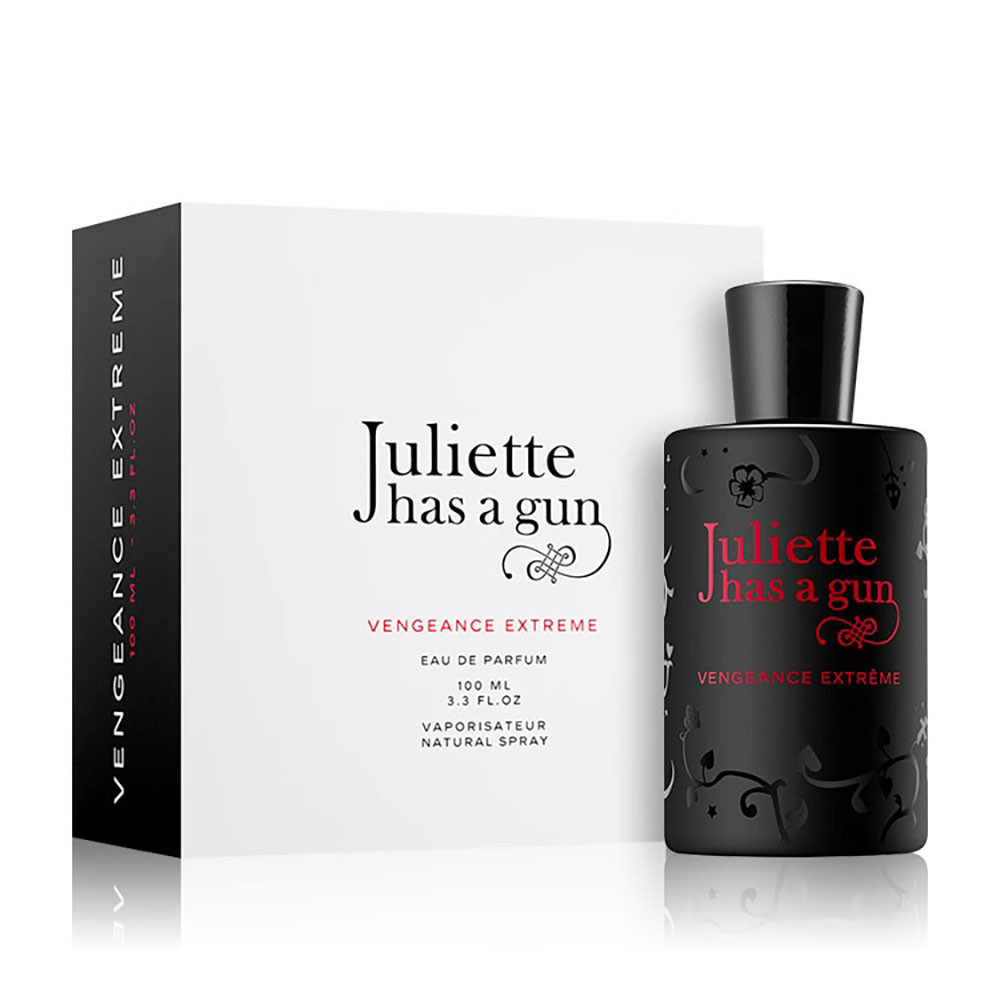 VENGEANCE EXTREME
100 ML - 3.3 FL.OZ
Juliette
has a gun
VENGEANCE EXTREME
EAU DE PARFUM
100 ML
3.3 FL.OZ
VAPORISATEUR
NATURAL SPRAY
Juliette
has a gun
VENGEANCE EXTRÊME